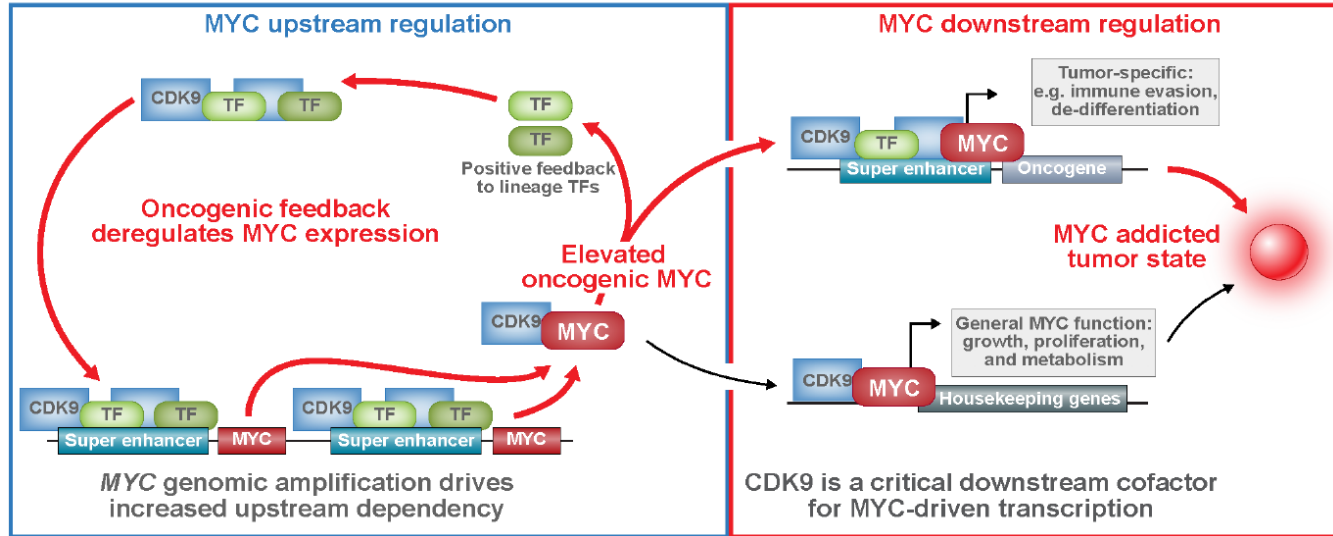 MYC upstream regulation
CDK9
TF
TF
TF
TF
Positive feedback
to lineage TFs
Oncogenic feedback
deregulates MYC expression
Elevated
oncogenic MYC
CDK9
MYC
CDK9
TF
TF
CDK9
TF
TF
Super enhancer
MYC
Super enhancer
MYC
MYC genomic amplification drives
increased upstream dependency
MYC downstream regulation
Tumor-specific:
e.g. immune evasion,
de-differentiation
CDK9
TF
MYC
Super enhancer
Oncogene
MYC addicted
tumor state
General MYC function:
growth, proliferation,
and metabolism
CDK9
MYC
Housekeeping genes
CDK9 is a critical downstream cofactor
for MYC-driven transcription